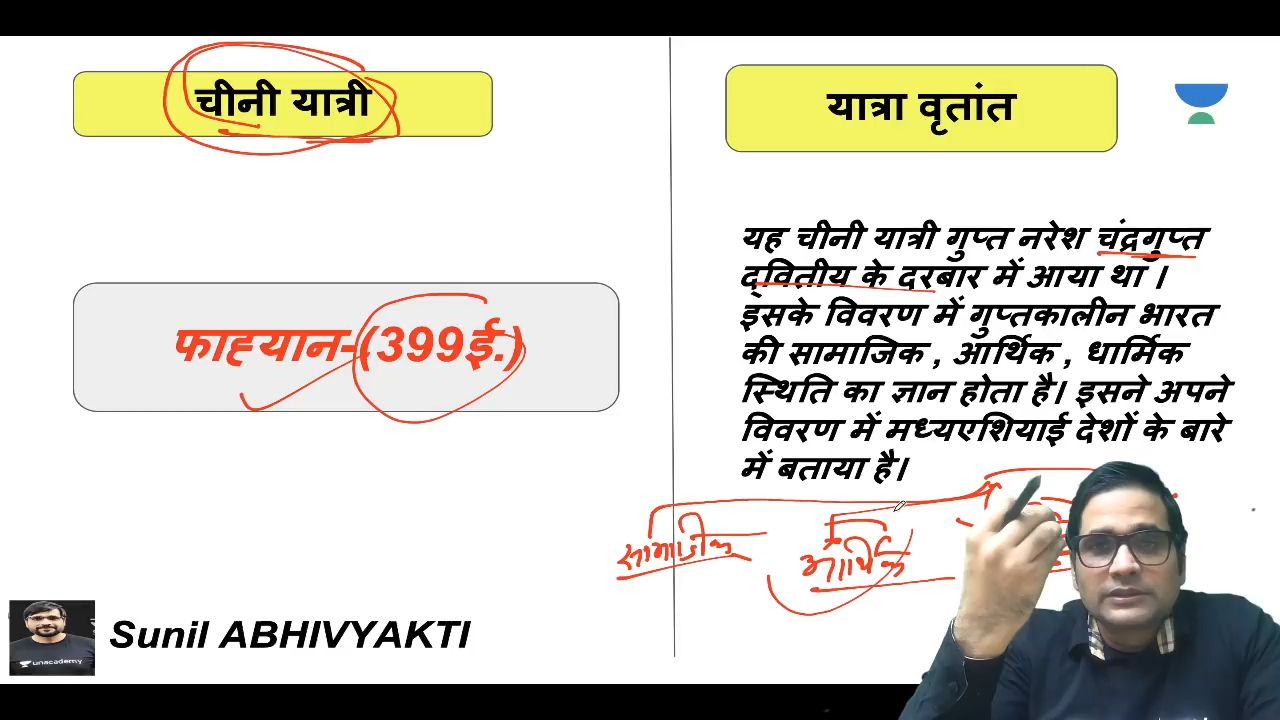 चीनी यात्री
यात्रा वृतांत
फाह्यान-(399ई.)
यह चीनी यात्री गुप्त नरेश चंद्रगुप्त
द्वितीय के दरबार में आया था ।
इसके विवरण में गुप्तकालीन भारत
की सामाजिक , आर्थिक , धार्मिक
स्थिति का ज्ञान होता है। इसने अपने
विवरण में मध्यएशियाई देशों के बारे
में बताया है।
सामाजिक
आर्थिक
unacademy
Sunil ABHIVYAKTI